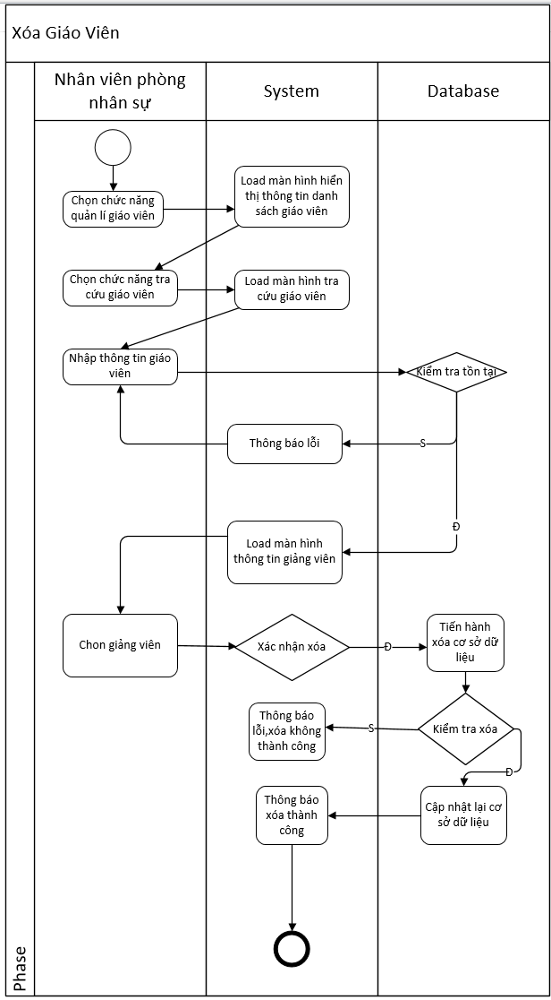 Xóa Giáo Viên
Nhân viên phòng
nhân sự
System
Database
Load màn hình hiển
thị thông tin danh
sách giáo viên
Chọn chức năng
quản lí giáo viên
Chọn chức năng tra
cứu giáo viên
Load màn hình tra
cứu giáo viên
Nhập thông tin giáo
viên
Kiểm tra tồn tại
Thông báo lỗi
S
Đ
Load màn hình
thông tin giảng viên
Chon giảng viên
Xác nhận xóa
Đ
Tiến hành
xóa cơ sở dữ
liệu
Thông báo
lỗi,xóa không
thành công
S
Kiểm tra xóa
Đ
Thông báo
xóa thành
công
Cập nhật lại cơ
sở dữ liệu
Phase